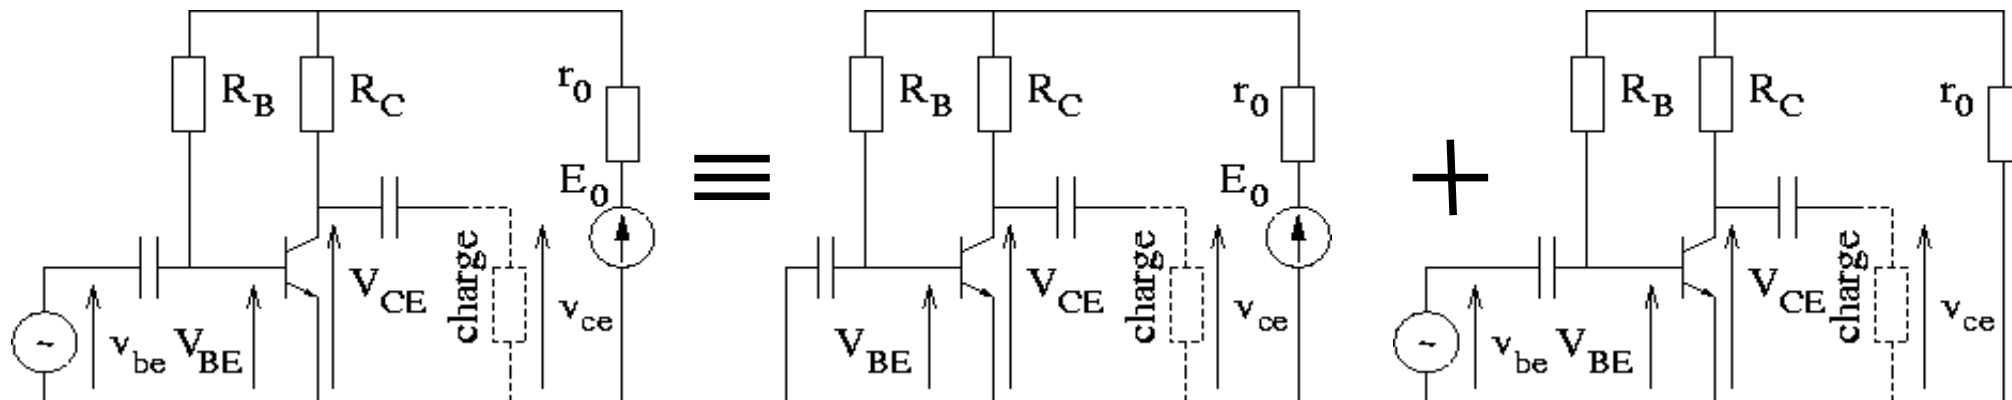 R_B R_C r_0 E_0 V_CE charge v_ce ~ v_be V_BE
≡
R_B R_C r_0 E_0 V_CE charge v_ce V_BE
+
R_B R_C r_0 V_CE charge v_ce ~ v_be V_BE